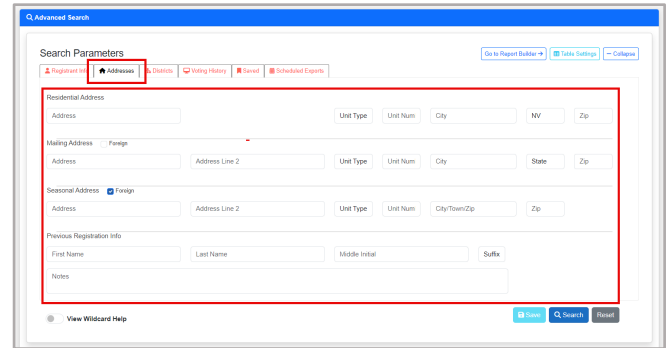 Advanced Search
Search Parameters
Go to Report Builder → Table Settings − Collapse
Registrant Info Addresses Districts Voting History Saved Scheduled Exports
Residential Address
Address Unit Type Unit Num City NV Zip
Mailing Address Foreign
Address Address Line 2 Unit Type Unit Num City State Zip
Seasonal Address Foreign
Address Address Line 2 Unit Type Unit Num City/Town/Zip Zip
Previous Registration Info
First Name Last Name Middle Initial Suffix
Notes
View Wildcard Help Save Search Reset